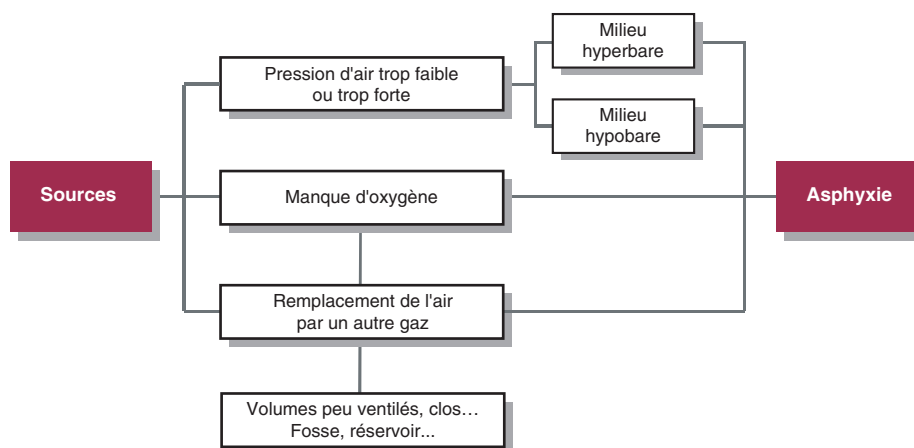 Milieu
hyperbare
Pression d'air trop faible
ou trop forte
Milieu
hypobare
Sources
Manque d'oxygène
Asphyxie
Remplacement de l'air
par un autre gaz
Volumes peu ventilés, clos…
Fosse, réservoir...